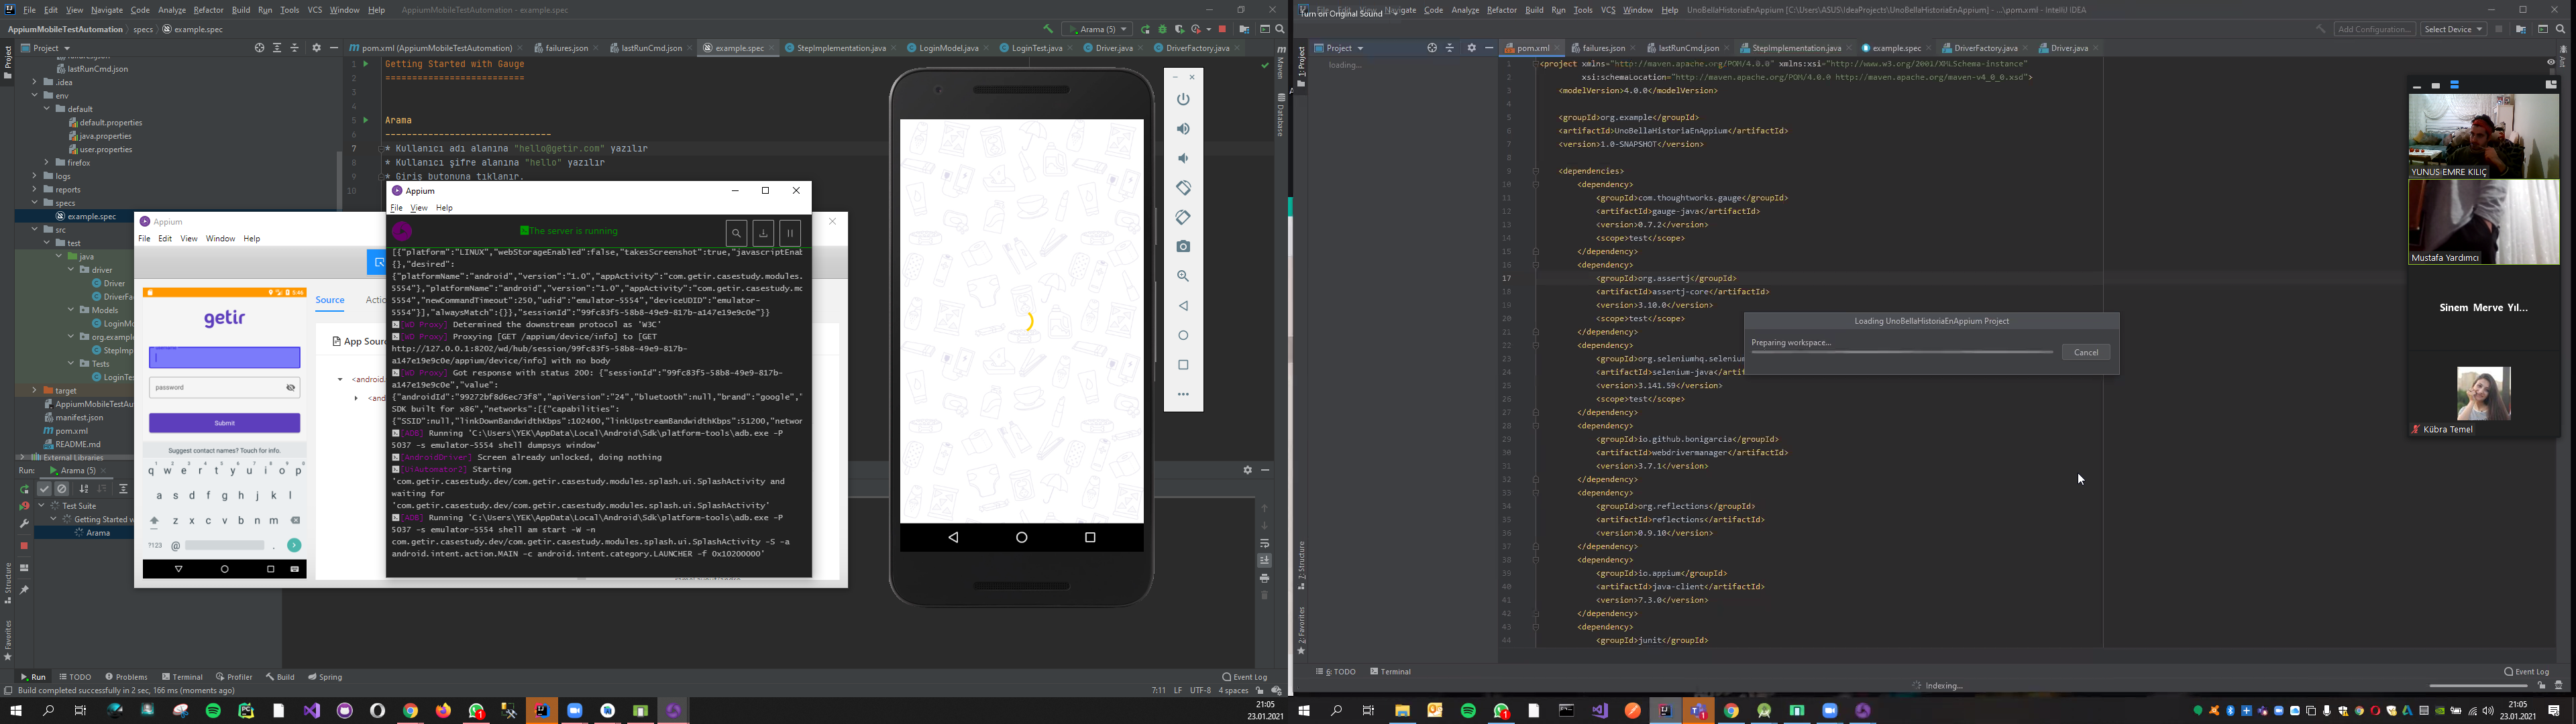 File Edit View Navigate Code Analyze Refactor Build Run Tools VCS Window Help AppiumMobileTestAutomation - example.spec
AppiumMobileTestAutomation specs example.spec
Arama (5)
Project
pom.xml (AppiumMobileTestAutomation) failures.json lastRunCmd.json example.spec StepImplementation.java LoginModel.java LoginTest.java Driver.java DriverFactory.java
lastRunCmd.json
.idea
env
default
default.properties
java.properties
user.properties
firefox
logs
reports
specs
example.spec
src
test
java
driver
Driver
DriverFac
Models
LoginMo
org.example
StepImp
Tests
LoginTes
target
AppiumMobileTestAu
manifest.json
pom.xml
README.md
External Libraries
1 Getting Started with Gauge
2 =========================
3
4
5 Arama
6 -------------------------------
7 * Kullanıcı adı alanına "hello@getir.com" yazılır
8 * Kullanıcı şifre alanına "hello" yazılır
9 * Giriş butonuna tıklanır.
10
Maven
Database
Appium
File Edit View Window Help
getir
password
Submit
Suggest contact names? Touch for info.
q w e r t y u i o p
a s d f g h j k l
z x c v b n m
?123 @ .
Source Actio
App Sourc
<android.
<and
Appium
File View Help
The server is running
[{"platform":"LINUX","webStorageEnabled":false,"takesScreenshot":true,"javascriptEnab
{},"desired":
{"platformName":"android","version":"1.0","appActivity":"com.getir.casestudy.modules.
5554"},"platformName":"android","version":"1.0","appActivity":"com.getir.casestudy.mo
5554","newCommandTimeout":250,"udid":"emulator-5554","deviceUDID":"emulator-
5554"}],"alwaysMatch":{}},"sessionId":"99fc83f5-58b8-49e9-817b-a147e19e9c0e"}}
[WD Proxy] Determined the downstream protocol as 'W3C'
[WD Proxy] Proxying [GET /appium/device/info] to [GET
http://127.0.0.1:8202/wd/hub/session/99fc83f5-58b8-49e9-817b-
a147e19e9c0e/appium/device/info] with no body
[WD Proxy] Got response with status 200: {"sessionId":"99fc83f5-58b8-49e9-817b-
a147e19e9c0e","value":
{"androidId":"99272bf8d6ec73f8","apiVersion":"24","bluetooth":null,"brand":"google","
SDK built for x86","networks":[{"capabilities":
{"SSID":null,"linkDownBandwidthKbps":102400,"linkUpstreamBandwidthKbps":51200,"networ
[ADB] Running 'C:\Users\YEK\AppData\Local\Android\Sdk\platform-tools\adb.exe -P
5037 -s emulator-5554 shell dumpsys window'
[AndroidDriver] Screen already unlocked, doing nothing
[UiAutomator2] Starting
'com.getir.casestudy.dev/com.getir.casestudy.modules.splash.ui.SplashActivity and
waiting for
'com.getir.casestudy.dev/com.getir.casestudy.modules.splash.ui.SplashActivity'
[ADB] Running 'C:\Users\YEK\AppData\Local\Android\Sdk\platform-tools\adb.exe -P
5037 -s emulator-5554 shell am start -W -n
com.getir.casestudy.dev/com.getir.casestudy.modules.splash.ui.SplashActivity -S -a
android.intent.action.MAIN -c android.intent.category.LAUNCHER -f 0x10200000'
Run: Arama (5)
Test Suite
Getting Started w
Arama
Structure
Favorites
Run TODO Problems Terminal Profiler Build Spring Event Log
Build completed successfully in 2 sec, 166 ms (moments ago) 7:11 LF UTF-8 4 spaces
21:05
23.01.2021
Turn on Original Sound
Navigate Code Analyze Refactor Build Run Tools VCS Window Help UnoBellaHistoriaEnAppium [C:\Users\ASUS\IdeaProjects\UnoBellaHistoriaEnAppium] - ...\pom.xml - IntelliJ IDEA
Add Configuration... Select Device
Project
loading...
pom.xml failures.json lastRunCmd.json StepImplementation.java example.spec DriverFactory.java Driver.java
1 <project xmlns="http://maven.apache.org/POM/4.0.0" xmlns:xsi="http://www.w3.org/2001/XMLSchema-instance"
2 xsi:schemaLocation="http://maven.apache.org/POM/4.0.0 http://maven.apache.org/maven-v4_0_0.xsd">
3 <modelVersion>4.0.0</modelVersion>
4
5 <groupId>org.example</groupId>
6 <artifactId>UnoBellaHistoriaEnAppium</artifactId>
7 <version>1.0-SNAPSHOT</version>
8
9 <dependencies>
10 <dependency>
11 <groupId>com.thoughtworks.gauge</groupId>
12 <artifactId>gauge-java</artifactId>
13 <version>0.7.2</version>
14 <scope>test</scope>
15 </dependency>
16 <dependency>
17 <groupId>org.assertj</groupId>
18 <artifactId>assertj-core</artifactId>
19 <version>3.10.0</version>
20 <scope>test</scope>
21 </dependency>
22 <dependency>
23 <groupId>org.seleniumhq.selenium
24 <artifactId>selenium-java</artifactId>
25 <version>3.141.59</version>
26 <scope>test</scope>
27 </dependency>
28 <dependency>
29 <groupId>io.github.bonigarcia</groupId>
30 <artifactId>webdrivermanager</artifactId>
31 <version>3.7.1</version>
32 </dependency>
33 <dependency>
34 <groupId>org.reflections</groupId>
35 <artifactId>reflections</artifactId>
36 <version>0.9.10</version>
37 </dependency>
38 <dependency>
39 <groupId>io.appium</groupId>
40 <artifactId>java-client</artifactId>
41 <version>7.3.0</version>
42 </dependency>
43 <dependency>
44 <groupId>junit</groupId>
Loading UnoBellaHistoriaEnAppium Project
Preparing workspace...
Cancel
YUNUS EMRE KILIÇ
Mustafa Yardımcı
Sinem Merve Yıl...
Kübra Temel
Ant
1: Project
7: Structure
2: Favorites
6: TODO Terminal Event Log
Indexing...
21:05
23.01.2021